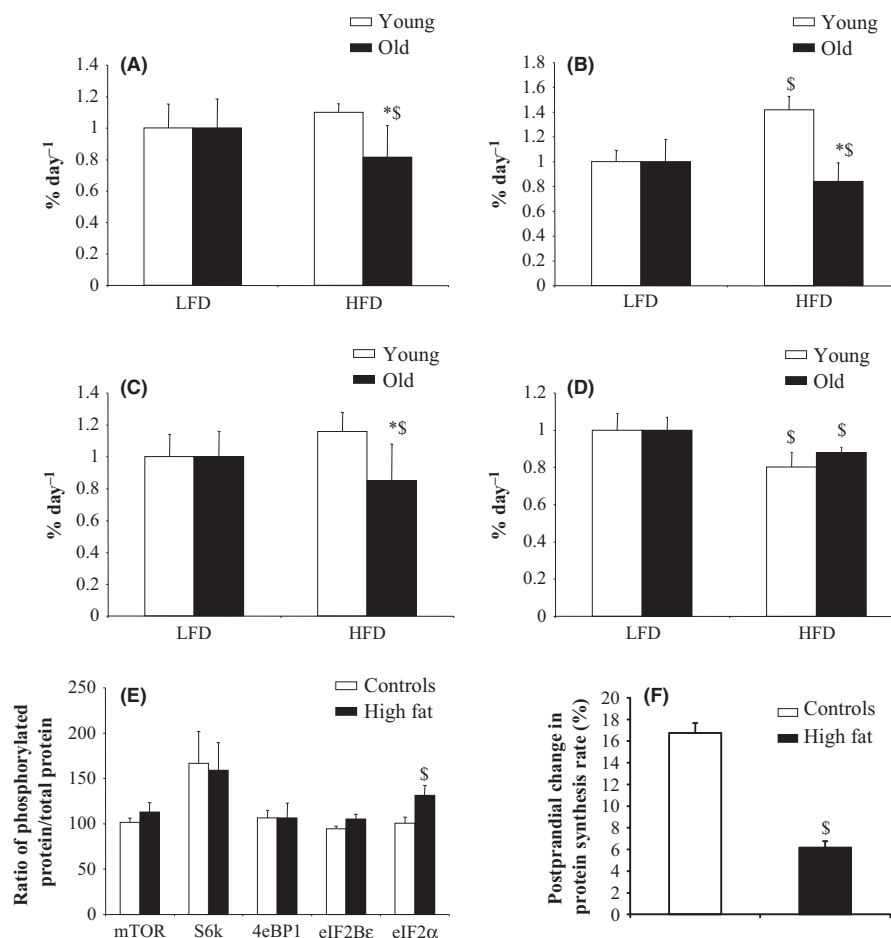 Young
Old
(A)
1.4
1.2
1
0.8
0.6
0.4
0.2
0
% day⁻¹
*$
LFD
HFD
Young
Old
(B)
1.8
1.6
1.4
1.2
1
0.8
0.6
0.4
0.2
0
% day⁻¹
$
*$
LFD
HFD
Young
Old
(C)
1.4
1.2
1
0.8
0.6
0.4
0.2
0
% day⁻¹
*$
LFD
HFD
Young
Old
(D)
1.2
1
0.8
0.6
0.4
0.2
0
% day⁻¹
$
$
LFD
HFD
(E)
Controls
High fat
250
200
150
100
50
0
Ratio of phosphorylated
protein/total protein
$
mTOR
S6k
4eBP1
eIF2Bε
eIF2α
(F)
Controls
High fat
20
18
16
14
12
10
8
6
4
2
0
Postprandial change in
protein synthesis rate (%)
$